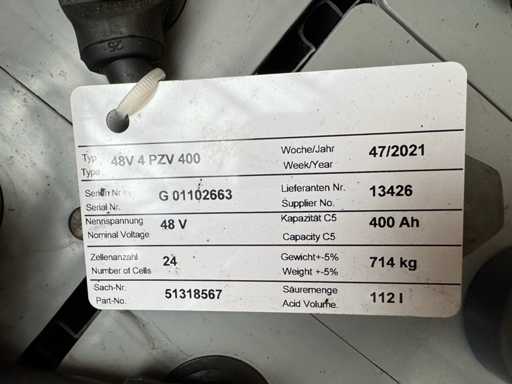 Typ 48V 4 PZV 400 Woche/Jahr 47/2021
Type Week/Year
Serien Nr. G 01102663 Lieferanten Nr. 13426
Serial Nr. Supplier No.
Nennspannung 48 V Kapazität C5 400 Ah
Nominal Voltage Capacity C5
Zellenanzahl 24 Gewicht+-5% 714 kg
Number of Cells Weight +-5%
Sach-Nr. 51318567 Säuremenge 112 l
Part-No. Acid Volume.